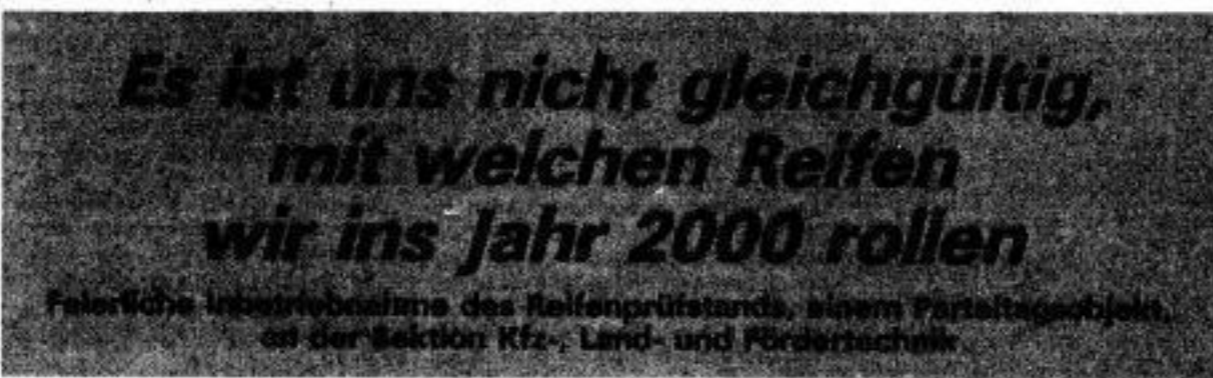 Es ist uns nicht gleichgültig,
mit welchen Reifen
wir ins Jahr 2000 rollen
Feierliche Inbetriebnahme des Reifenprüfstands, einem Parteitagsobjekt,
an der Sektion Kfz-, Land- und Fördertechnik